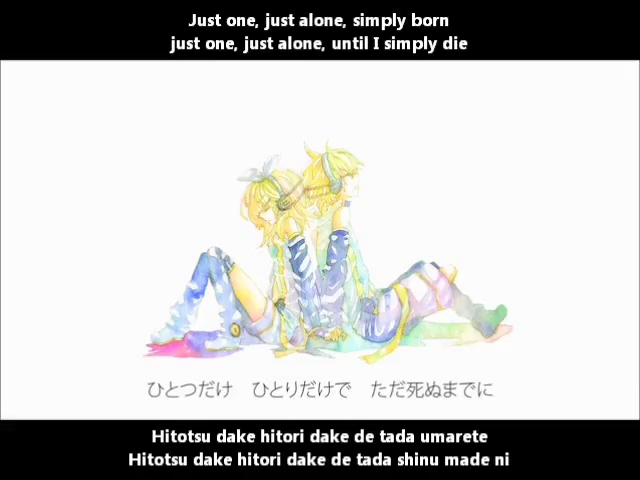 Just one, just alone, simply born
just one, just alone, until I simply die
ひとつだけ　ひとりだけで　ただ死ぬまでに
Hitotsu dake hitori dake de tada umarete
Hitotsu dake hitori dake de tada shinu made ni